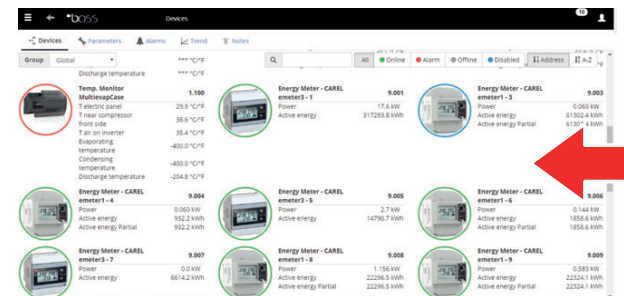 boss
Devices
10
Devices Parameters Alarms Trend Notes
Group Global All Online Alarm Offline Disabled Address A-Z
Discharge temperature *** °C/°F
Temp. Monitor
MultievapCase 1.100
T electric panel 29.9 °C/°F
T near compressor
front side 38.6 °C/°F
T air on inverter 35.4 °C/°F
Evaporating
temperature -400.0 °C/°F
Condensing
temperature -400.0 °C/°F
Discharge temperature -204.8 °C/°F
Energy Meter - CAREL
emeter3 - 1 9.001
Power 17.6 kW
Active energy 317293.8 kWh
Energy Meter - CAREL
emeter1 - 3 9.003
Power 0.060 kW
Active energy 61302.4 kWh
Active energy Partial kWh
Energy Meter - CAREL
emeter1 - 4 9.004
Power 0.060 kW
Active energy 932.2 kWh
Active energy Partial 932.2 kWh
Energy Meter - CAREL
emeter3 - 5 9.005
Power 2.7 kW
Active energy 14790.7 kWh
Energy Meter - CAREL
emeter1 - 6 9.006
Power 0.144 kW
Active energy 1858.6 kWh
Active energy Partial 1858.6 kWh
Energy Meter - CAREL
emeter3 - 7 9.007
Power 0.0 kW
Active energy 6614.2 kWh
Energy Meter - CAREL
emeter1 - 8 9.008
Power 1.156 kW
Active energy 22296.5 kWh
Active energy Partial 22296.5 kWh
Energy Meter - CAREL
emeter1 - 9 9.009
Power 0.583 kW
Active energy 22324.1 kWh
Active energy Partial 22324.1 kWh